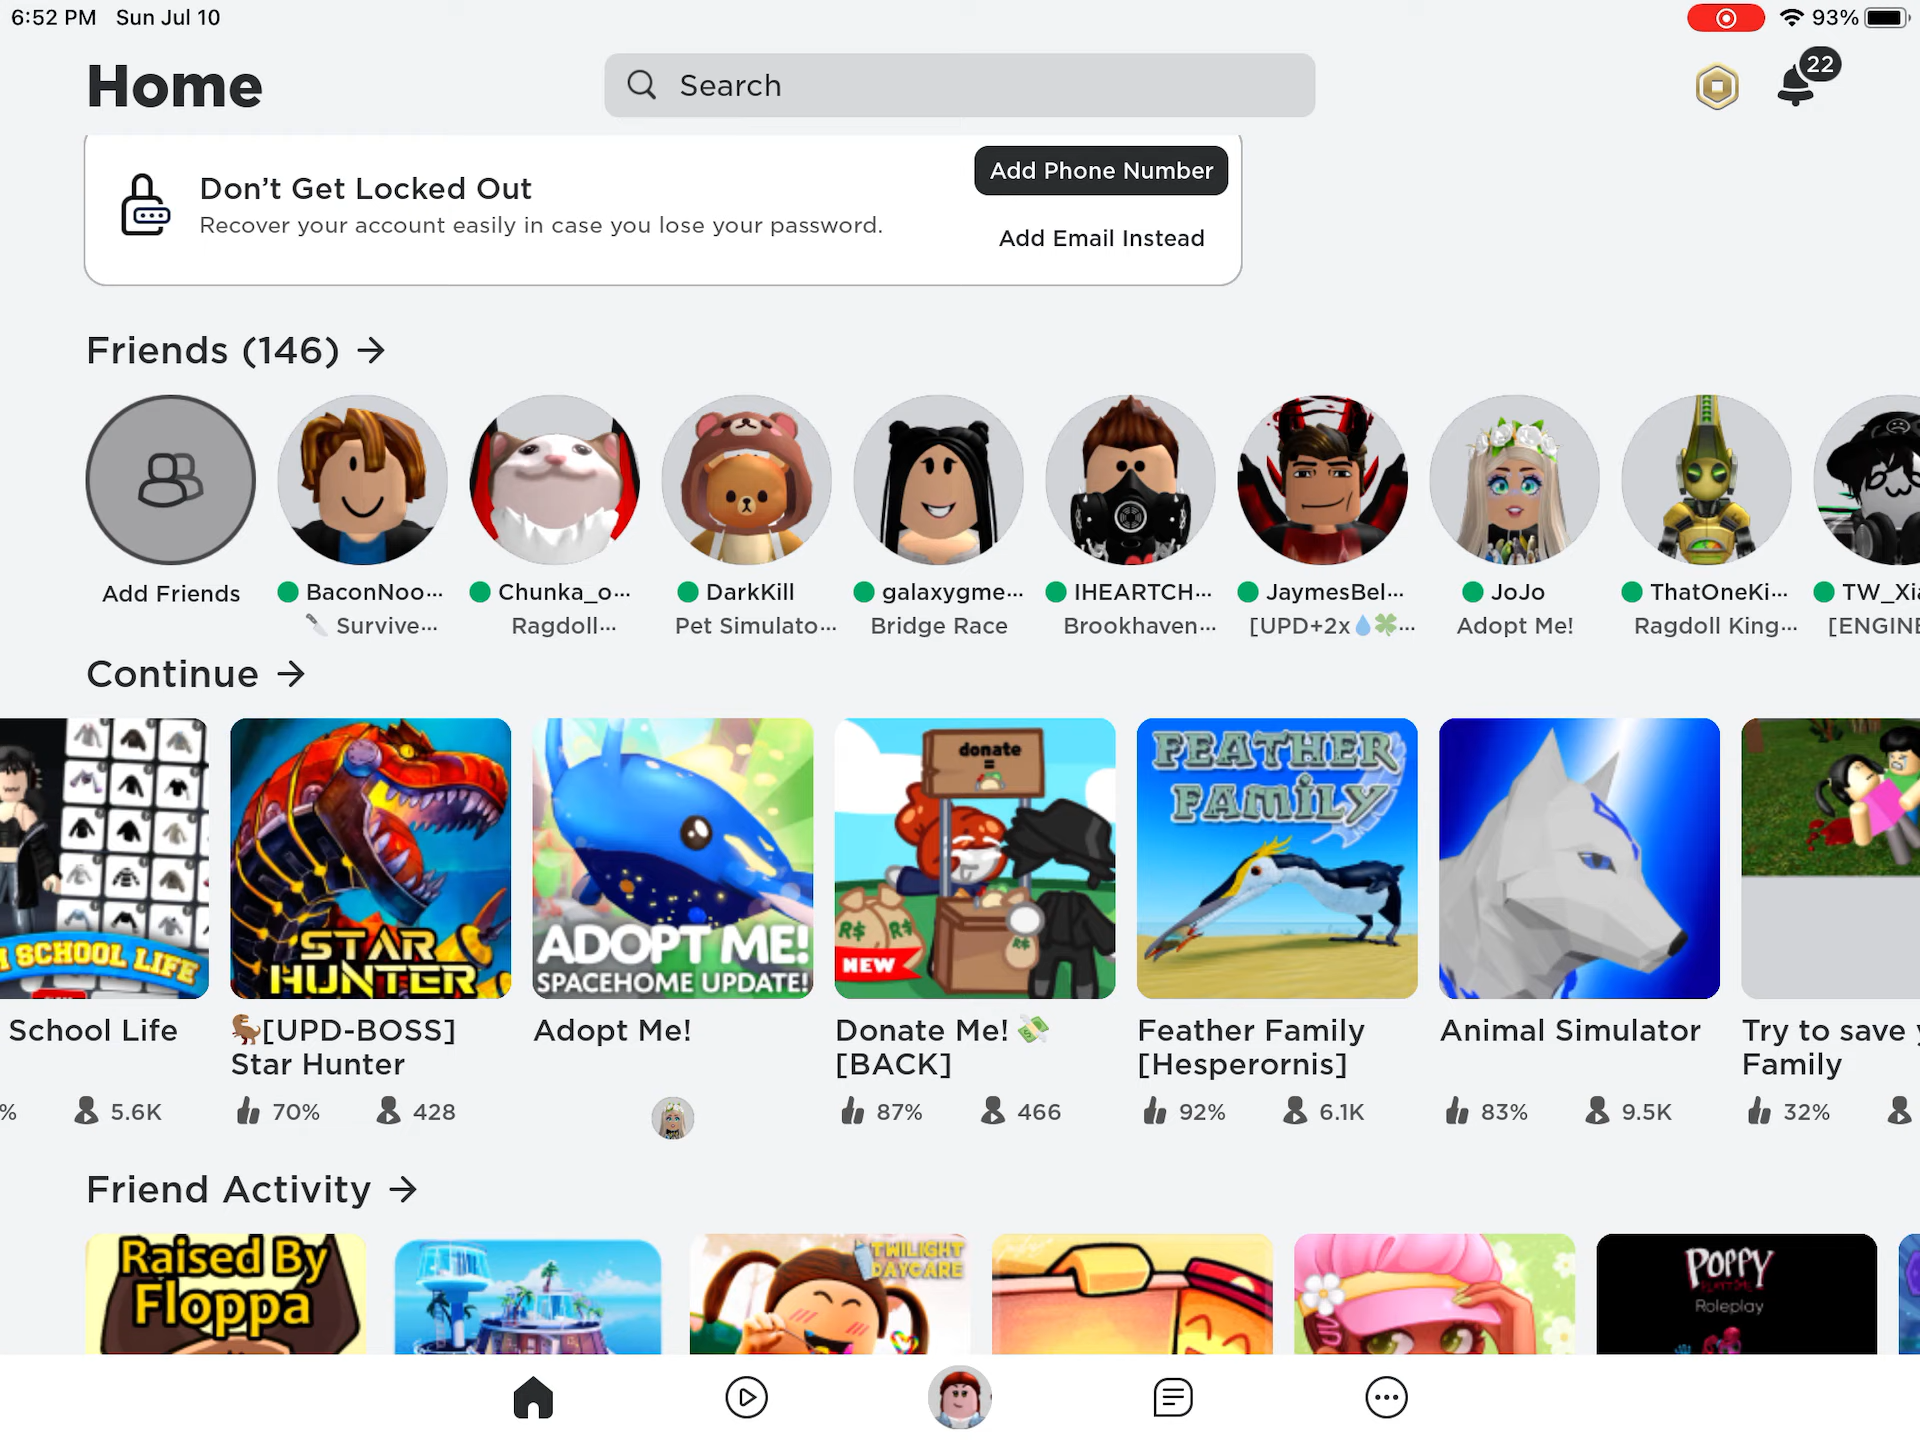 6:52 PM Sun Jul 10
93%
Home
Search
22
Don't Get Locked Out
Recover your account easily in case you lose your password.
Add Phone Number
Add Email Instead
Friends (146) →
Add Friends
BaconNoo...
Chunka_o...
DarkKill
galaxygme...
IHEARTCH...
JaymesBel...
JoJo
ThatOneKi...
TW_Xia
🔪 Survive...
Ragdoll...
Pet Simulato...
Bridge Race
Brookhaven...
[UPD+2x💧🍀...
Adopt Me!
Ragdoll King...
[ENGINE
Continue →
SCHOOL LIFE
STAR
HUNTER
ADOPT ME!
SPACEHOME UPDATE!
donate
=
R$
R$
NEW
FEATHER
FAMILY
School Life
🦖[UPD-BOSS]
Star Hunter
Adopt Me!
Donate Me! 💸
[BACK]
Feather Family
[Hesperornis]
Animal Simulator
Try to save
Family
%
5.6K
70%
428
87%
466
92%
6.1K
83%
9.5K
32%
Friend Activity →
Raised By
Floppa
TWILIGHT
DAYCARE
POPPY
PLAYTIME
Roleplay